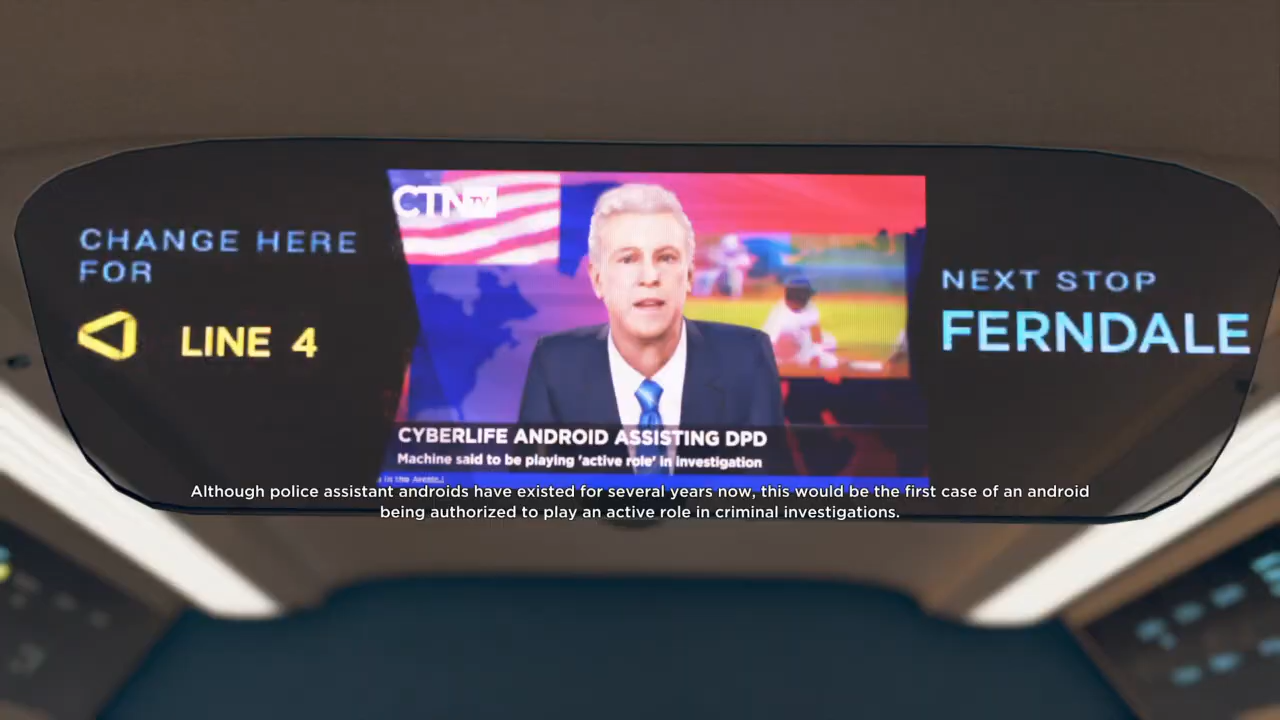 CHANGE HERE
FOR
LINE 4
CTN TV
CYBERLIFE ANDROID ASSISTING DPD
Machine said to be playing 'active role' in investigation
NEXT STOP
FERNDALE
Although police assistant androids have existed for several years now, this would be the first case of an android
being authorized to play an active role in criminal investigations.